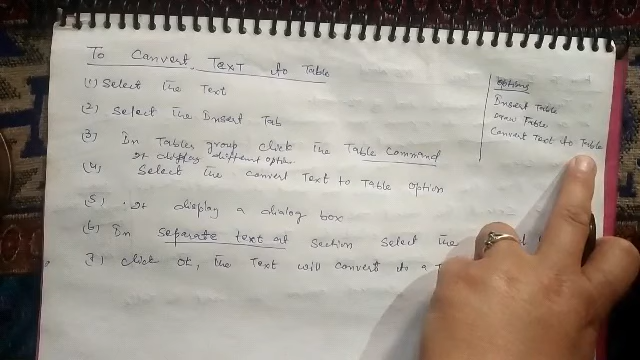 To Canvert Text to Table
(1) Select the Text
(2) Select the Insert Tab
(3) In Tables group click the Table Command
It display different option
(4) Select the convert Text to Table option
(5) It display a dialog box
(6) In separate text at section select the
(7) click ok, the Text will convert to a T
options
Insert Table
Draw Table
Convert Text to Table